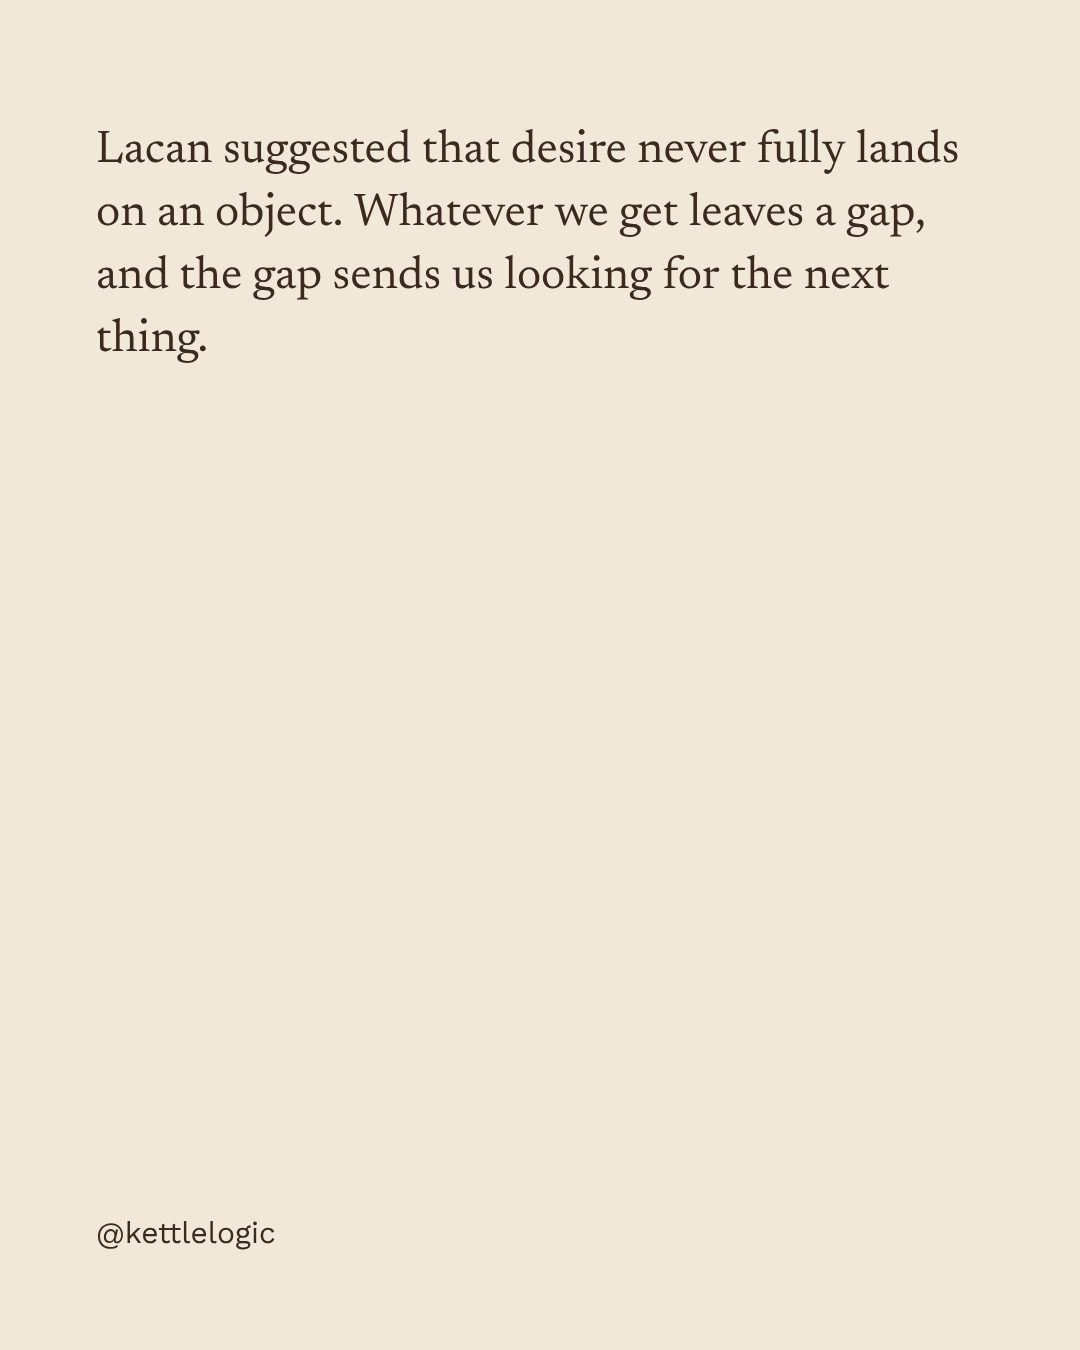 Lacan suggested that desire never fully lands
on an object. Whatever we get leaves a gap,
and the gap sends us looking for the next
thing.
@kettlelogic